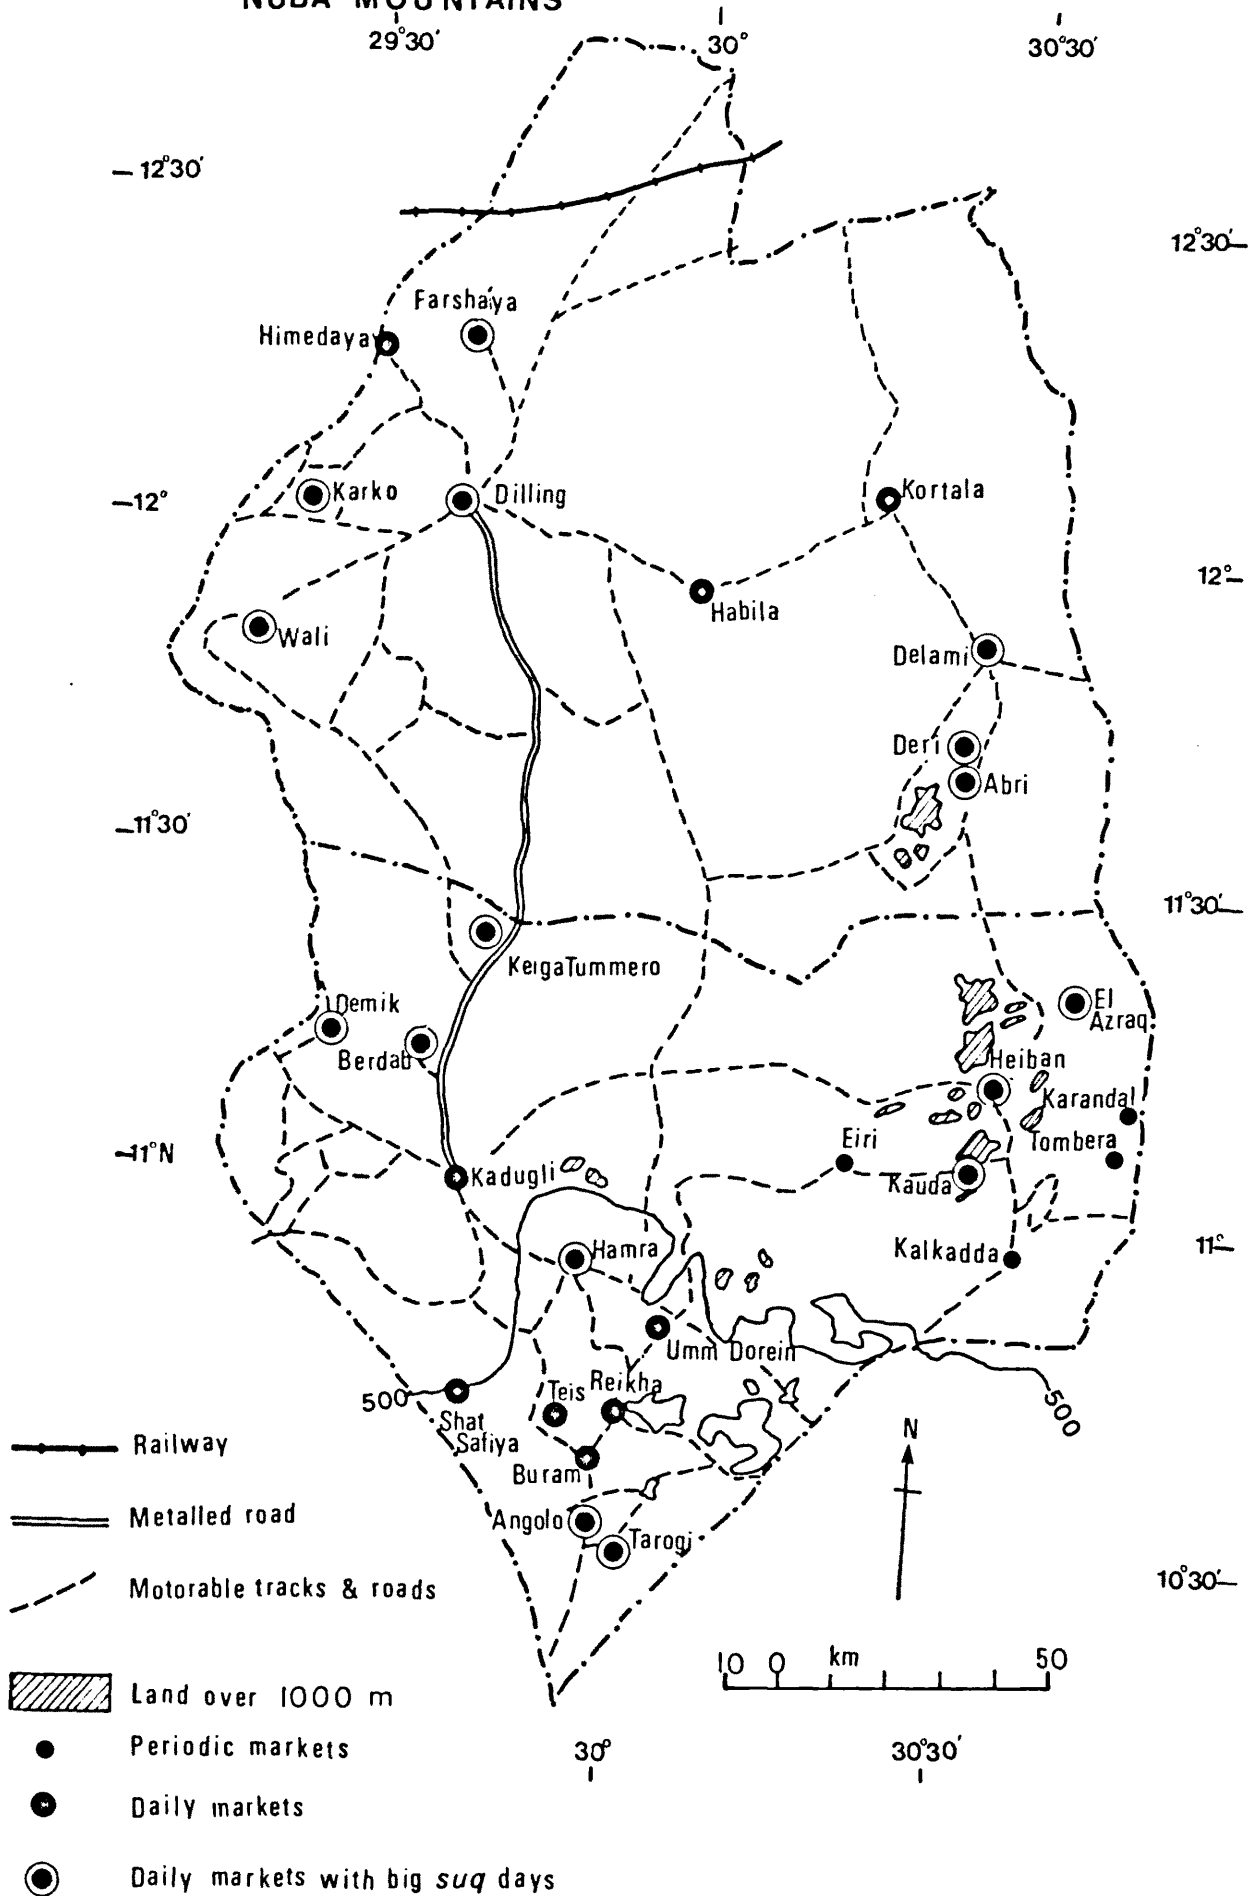 NUBA MOUNTAINS
29°30′ 30° 30°30′
12°30′
12°30′
Farsha'ya
Himedaya
Karko
Dilling
12°
Kortala
12°
Habila
Wali
Delami
Deri
Abri
11°30′
11°30′
Keiga Tummero
Demik
El
Azraq
Berdab
Heiban
Karandal
Eiri
Tombera
11°N
Kadugli
Kauda
Hamra
Kalkadda
11°
Umm Dorein
Teis
Reikha
500
500
Shat
Safiya
N
Railway
Buram
Metalled road
Angolo
Tarogi
Motorable tracks & roads
10°30′
10 0 km 50
Land over 1000 m
Periodic markets
30° 30°30′
Daily markets
Daily markets with big suq days